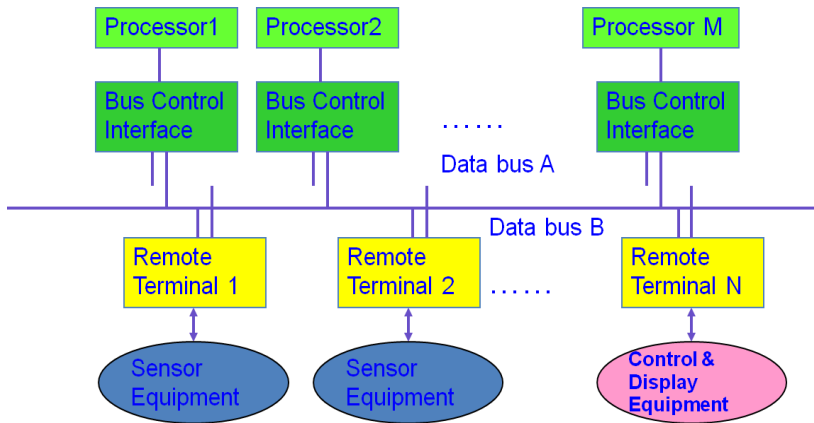 Processor1
Processor2
Processor M
Bus Control
Interface
Bus Control
Interface
......
Bus Control
Interface
Data bus A
Data bus B
Remote
Terminal 1
Remote
Terminal 2
......
Remote
Terminal N
Sensor
Equipment
Sensor
Equipment
Control &
Display
Equipment